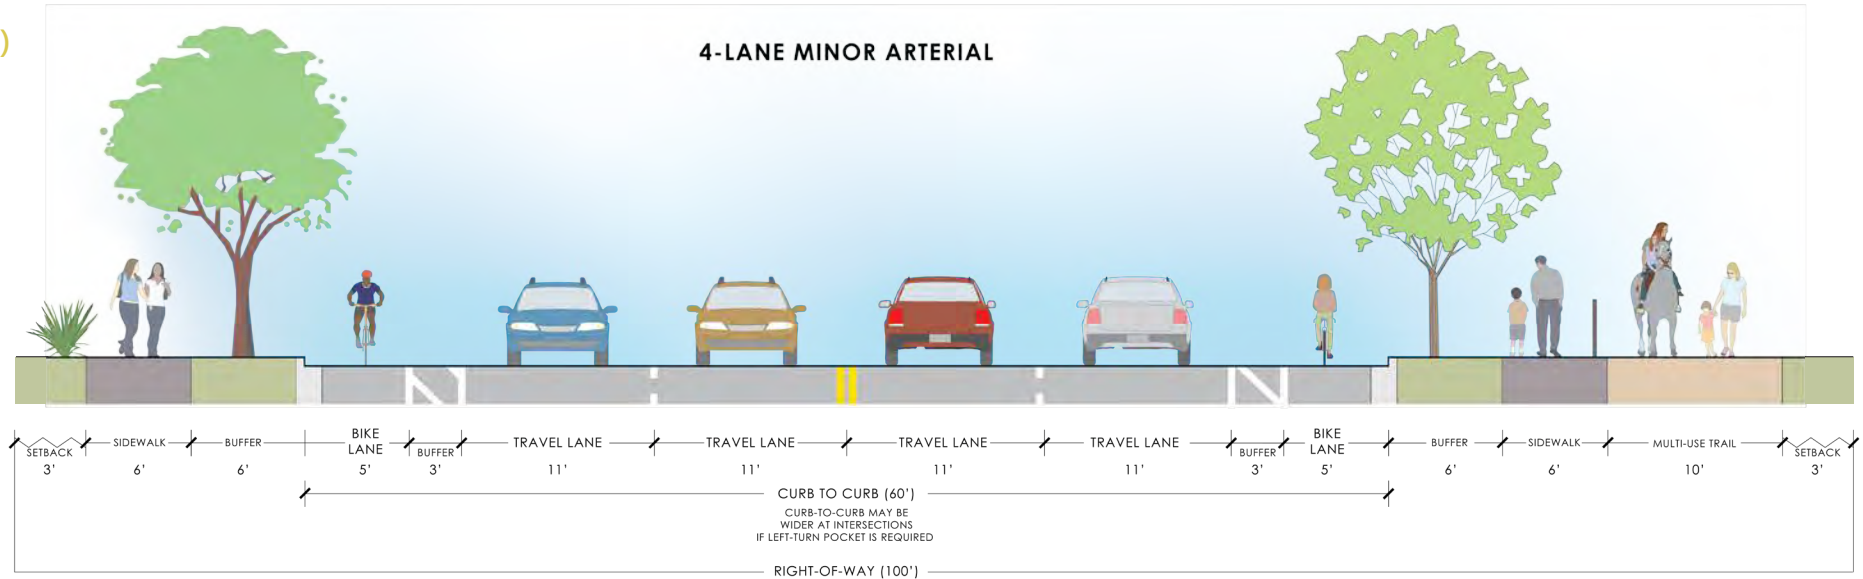 )
4-LANE MINOR ARTERIAL
SETBACK
3'
SIDEWALK
6'
BUFFER
6'
BIKE
LANE
5'
BUFFER
3'
TRAVEL LANE
11'
TRAVEL LANE
11'
TRAVEL LANE
11'
TRAVEL LANE
11'
BUFFER
3'
BIKE
LANE
5'
BUFFER
6'
SIDEWALK
6'
MULTI-USE TRAIL
10'
SETBACK
3'
CURB TO CURB (60')
CURB-TO-CURB MAY BE
WIDER AT INTERSECTIONS
IF LEFT-TURN POCKET IS REQUIRED
RIGHT-OF-WAY (100')